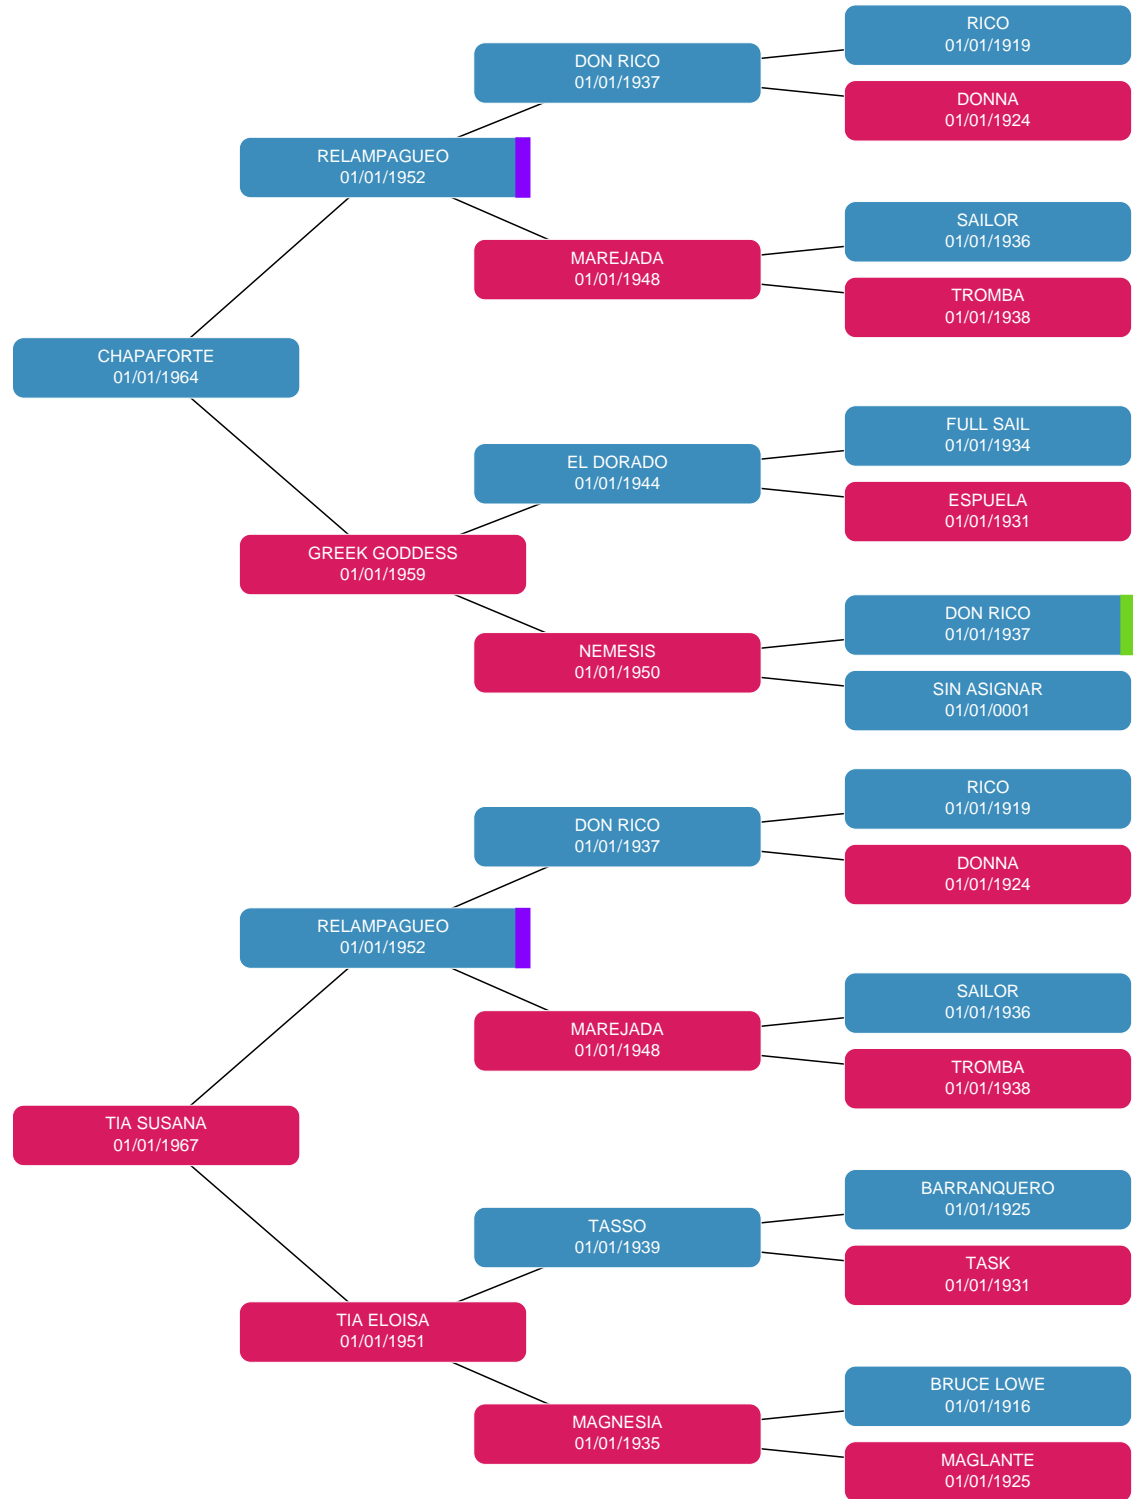 RICO
01/01/1919
DON RICO
01/01/1937
DONNA
01/01/1924
RELAMPAGUEO
01/01/1952
SAILOR
01/01/1936
MAREJADA
01/01/1948
TROMBA
01/01/1938
CHAPAFORTE
01/01/1964
FULL SAIL
01/01/1934
EL DORADO
01/01/1944
ESPUELA
01/01/1931
GREEK GODDESS
01/01/1959
DON RICO
01/01/1937
NEMESIS
01/01/1950
SIN ASIGNAR
01/01/0001
RICO
01/01/1919
DON RICO
01/01/1937
DONNA
01/01/1924
RELAMPAGUEO
01/01/1952
SAILOR
01/01/1936
MAREJADA
01/01/1948
TROMBA
01/01/1938
TIA SUSANA
01/01/1967
BARRANQUERO
01/01/1925
TASSO
01/01/1939
TASK
01/01/1931
TIA ELOISA
01/01/1951
BRUCE LOWE
01/01/1916
MAGNESIA
01/01/1935
MAGLANTE
01/01/1925